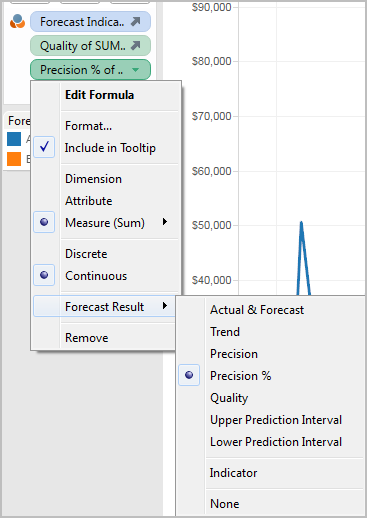 Forecast Indica..
Quality of SUM..
Precision % of ..
Edit Formula
Format...
Include in Tooltip
Dimension
Attribute
Measure (Sum)
Discrete
Continuous
Forecast Result
Remove
Actual & Forecast
Trend
Precision
Precision %
Quality
Upper Prediction Interval
Lower Prediction Interval
Indicator
None
$90,000
$80,000
$70,000
$60,000
$50,000
$40,000